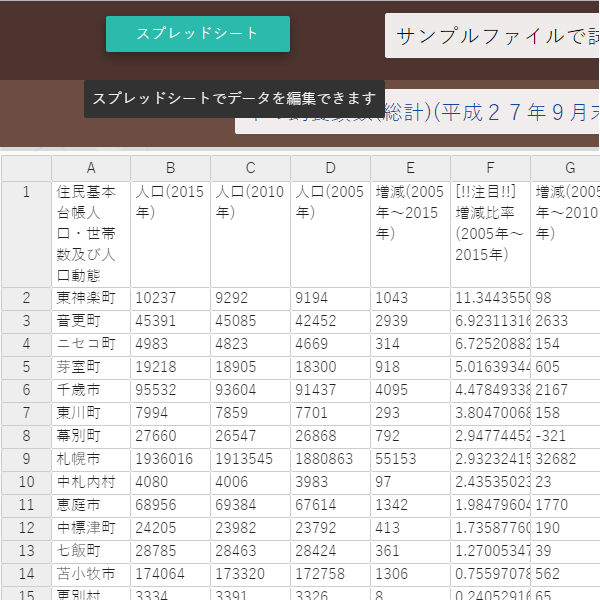 スプレッドシート
サンプルファイルで試
スプレッドシートでデータを編集できます
(総計)(平成２７年９月末
A B C D E F G
1 住民基本台帳人口・世帯数及び人口動態 人口(2015年) 人口(2010年) 人口(2005年) 増減(2005年～2015年) [!!注目!!]増減比率(2005年～2015年) 増減(2005年～2010年)
2 東神楽町 10237 9292 9194 1043 11.3443550 98
3 音更町 45391 45085 42452 2939 6.92311316 2633
4 ニセコ町 4983 4823 4669 314 6.72520882 154
5 芽室町 19218 18905 18300 918 5.01639344 605
6 千歳市 95532 93604 91437 4095 4.47849338 2167
7 東川町 7994 7859 7701 293 3.80470068 158
8 幕別町 27660 26547 26868 792 2.94774452 -321
9 札幌市 1936016 1913545 1880863 55153 2.93232415 32682
10 中札内村 4080 4006 3983 97 2.43535023 23
11 恵庭市 68956 69384 67614 1342 1.98479604 1770
12 中標津町 24205 23982 23792 413 1.73587760 190
13 七飯町 28785 28463 28424 361 1.27005347 39
14 苫小牧市 174064 173320 172758 1306 0.75597078 562
15 更別村 3334 3391 3326 8 0.24052916 65